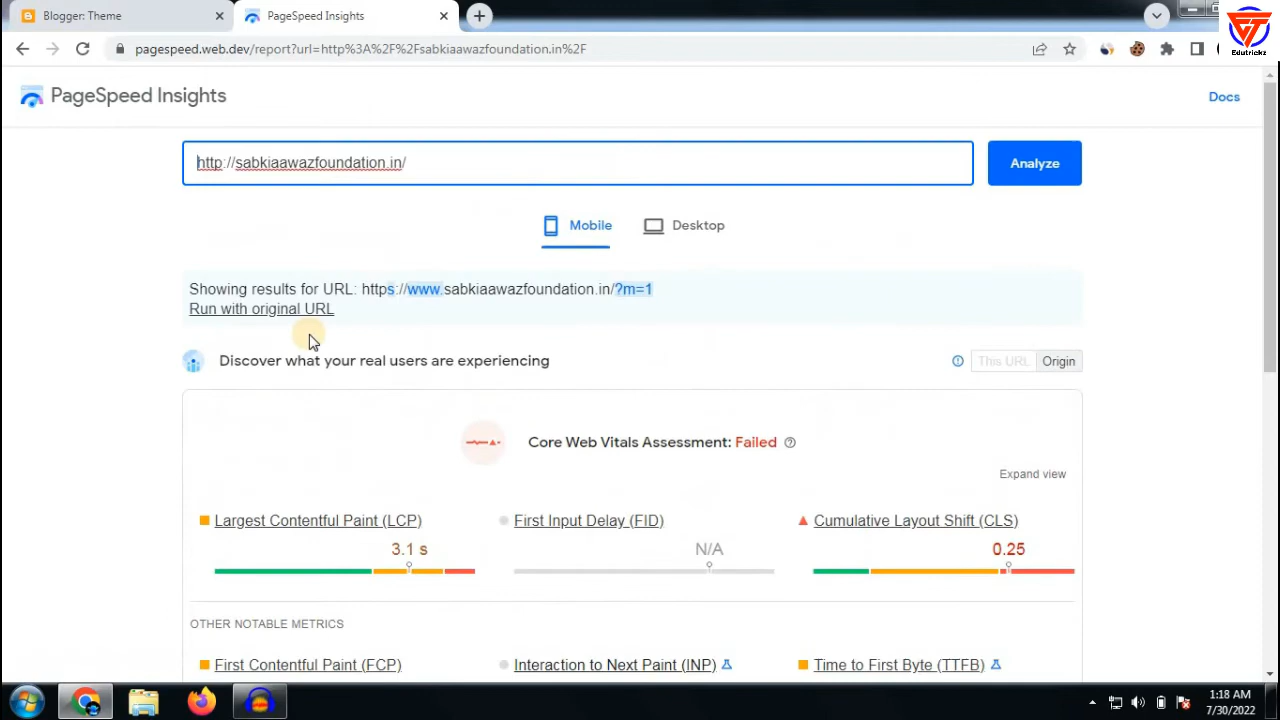 Blogger: Theme
PageSpeed Insights
Edutrickz
pagespeed.web.dev/report?url=http%3A%2F%2Fsabkiaawazfoundation.in%2F
PageSpeed Insights
Docs
http://sabkiaawazfoundation.in/
Analyze
Mobile
Desktop
Showing results for URL: https://www.sabkiaawazfoundation.in/?m=1
Run with original URL
Discover what your real users are experiencing
This URL
Origin
Core Web Vitals Assessment: Failed
Expand view
Largest Contentful Paint (LCP)
First Input Delay (FID)
Cumulative Layout Shift (CLS)
3.1 s
N/A
0.25
OTHER NOTABLE METRICS
First Contentful Paint (FCP)
Interaction to Next Paint (INP)
Time to First Byte (TTFB)
1:18 AM
7/30/2022